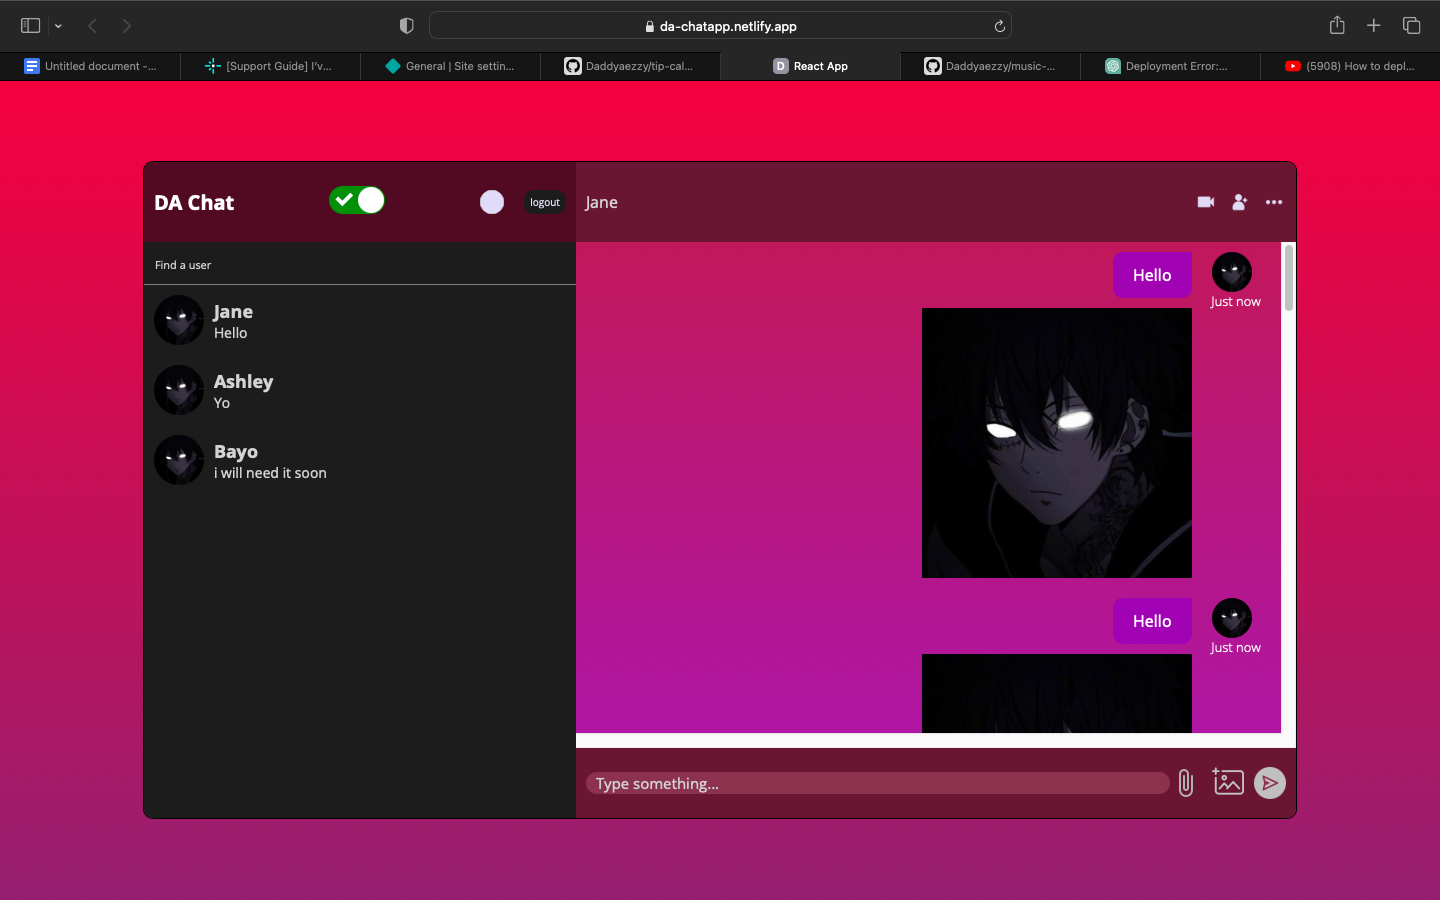 da-chatapp.netlify.app
Untitled document -...
[Support Guide] I'v...
General | Site settin...
Daddyaezzy/tip-cal...
D
React App
Daddyaezzy/music-...
Deployment Error:...
(5908) How to depl...
DA Chat
logout
Jane
Find a user
Jane
Hello
Ashley
Yo
Bayo
i will need it soon
Hello
Just now
Hello
Just now
Type something...